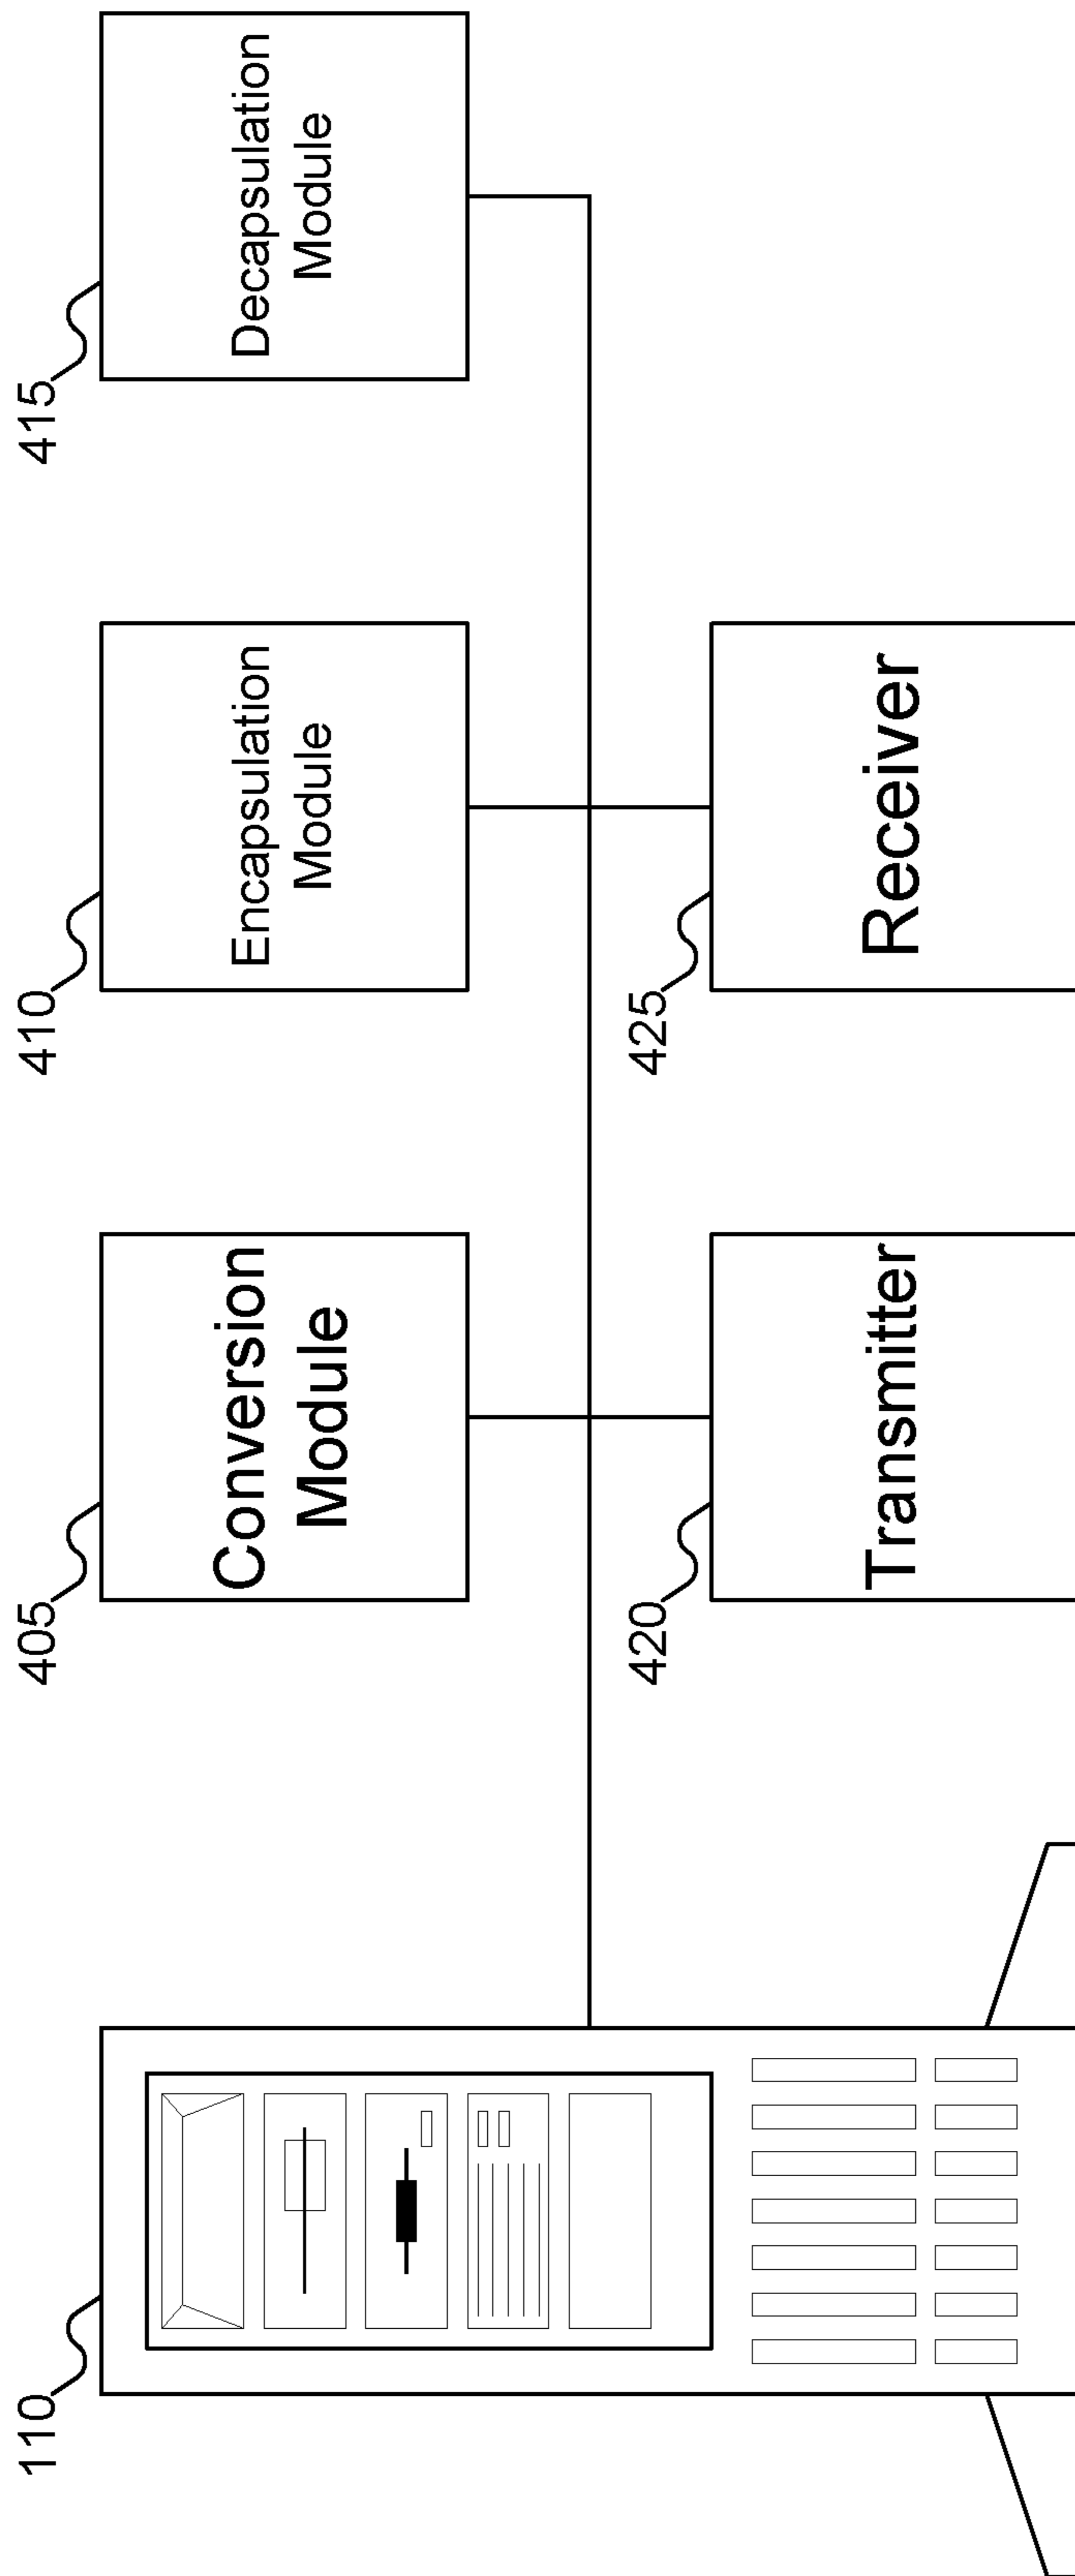 110
405
Conversion
Module
410
Encapsulation
Module
415
Decapsulation
Module
420
Transmitter
425
Receiver